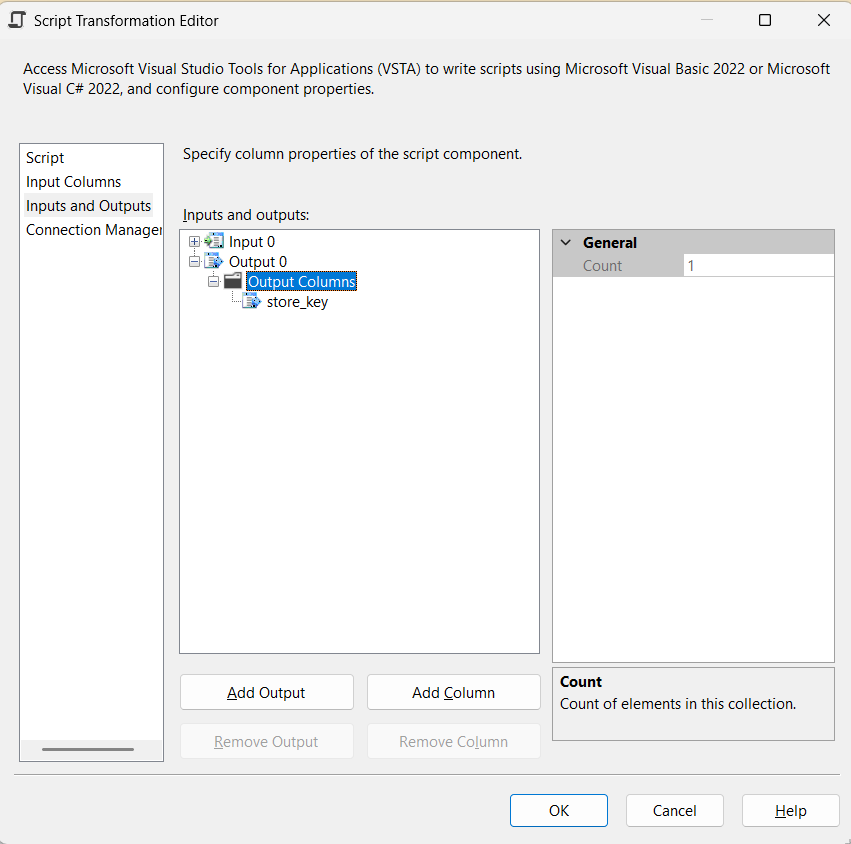 Script Transformation Editor
Access Microsoft Visual Studio Tools for Applications (VSTA) to write scripts using Microsoft Visual Basic 2022 or Microsoft
Visual C# 2022, and configure component properties.
Script
Input Columns
Inputs and Outputs
Connection Manager
Specify column properties of the script component.
Inputs and outputs:
Input 0
Output 0
Output Columns
store_key
General
Count 1
Add Output
Add Column
Remove Output
Remove Column
Count
Count of elements in this collection.
OK
Cancel
Help